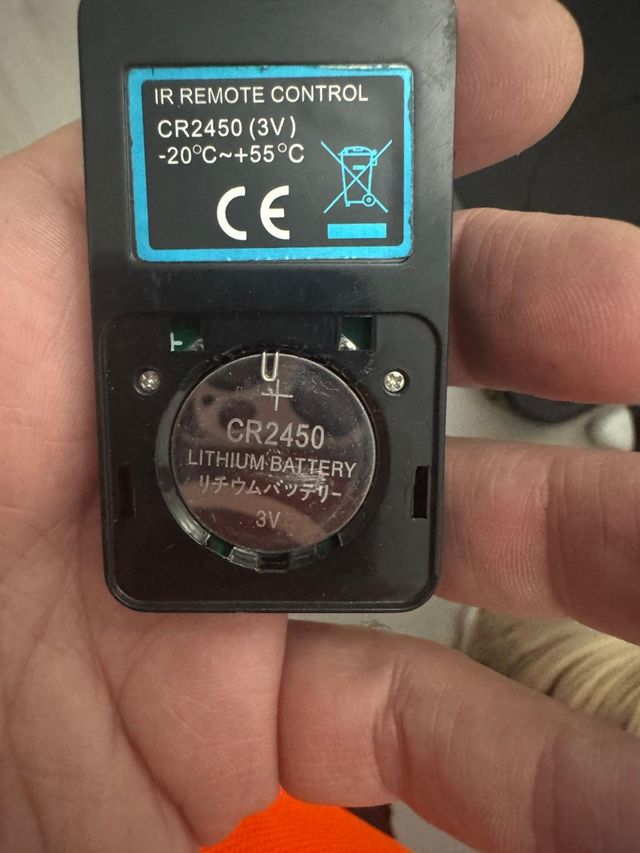 IR REMOTE CONTROL
CR2450 (3V)
-20°C~+55°C
CE
+
CR2450
LITHIUM BATTERY
リチウムバッテリー
3V